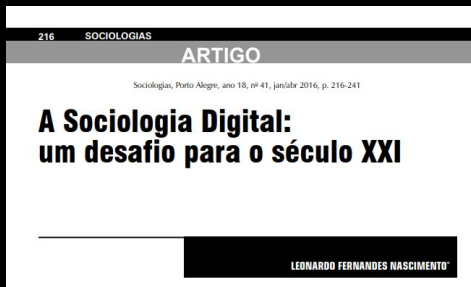 216 SOCIOLOGIAS
ARTIGO
Sociologias, Porto Alegre, ano 18, nº 41, jan/abr 2016, p. 216-241
A Sociologia Digital:
um desafio para o século XXI
LEONARDO FERNANDES NASCIMENTO*